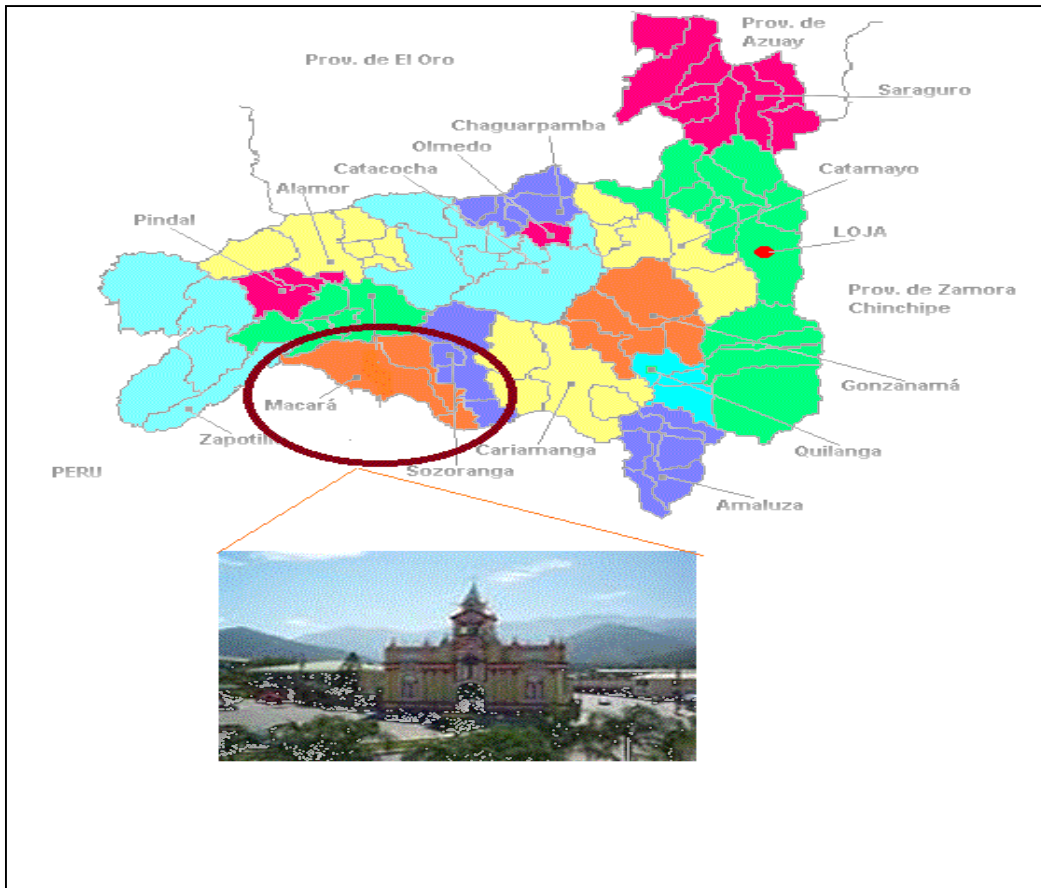 Prov. de
Azuay
Prov. de El Oro
Saraguro
Chaguarpamba
Olmedo
Catacocha
Catamayo
Alamor
Pindal
LOJA
Prov. de Zamora
Chinchipe
Gonzanamá
Macará
Zapotill
Cariamanga
Quilanga
Sozoranga
PERU
Amaluza